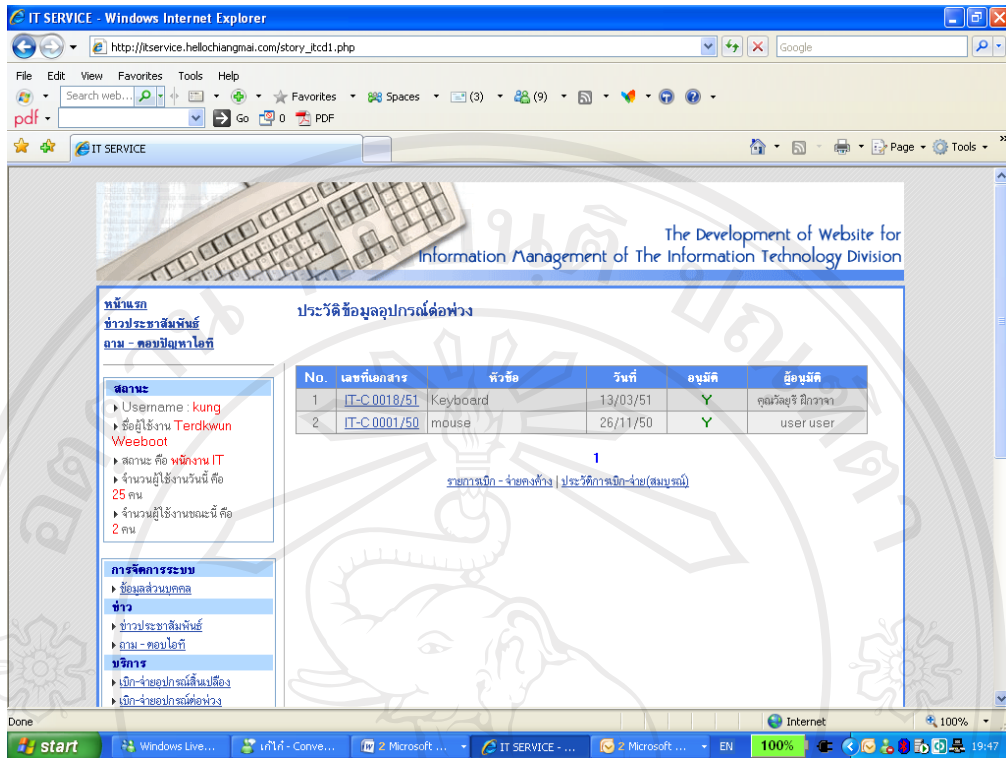 IT SERVICE - Windows Internet Explorer
http://itservice.hellochiangmai.com/story_itcd1.php
Google
File Edit View Favorites Tools Help
Search web... Favorites Spaces (3) (9)
pdf Go 0 PDF
IT SERVICE Page Tools
The Development of Website for
Information Management of The Information Technology Division
หน้าแรก
ข่าวประชาสัมพันธ์
ถาม - ตอบปัญหาไอที
ประวัติข้อมูลอุปกรณ์ต่อพ่วง
No. เลขที่เอกสาร หัวข้อ วันที่ อนุมัติ ผู้อนุมัติ
1 IT-C 0018/51 Keyboard 13/03/51 Y คุณวัลยุรี ฝึกวาจา
2 IT-C 0001/50 mouse 26/11/50 Y user user
1
รายการเบิก - จ่ายคงค้าง | ประวัติการเบิก-จ่าย(สมบูรณ์)
สถานะ
Username : kung
ชื่อผู้ใช้งาน Terdkwun
Weeboot
สถานะ คือ พนักงาน IT
จำนวนผู้ใช้งานวันนี้ คือ
25 คน
จำนวนผู้ใช้งานขณะนี้ คือ
2 คน
การจัดการระบบ
ข้อมูลส่วนบุคคล
ข่าว
ข่าวประชาสัมพันธ์
ถาม - ตอบไอที
บริการ
เบิก-จ่ายอุปกรณ์สิ้นเปลือง
เบิก-จ่ายอุปกรณ์ต่อพ่วง
Done Internet 100%
start Windows Live... เก๋ไก๋ - Conve... 2 Microsoft ... IT SERVICE - ... 2 Microsoft ... EN 100% 19:47